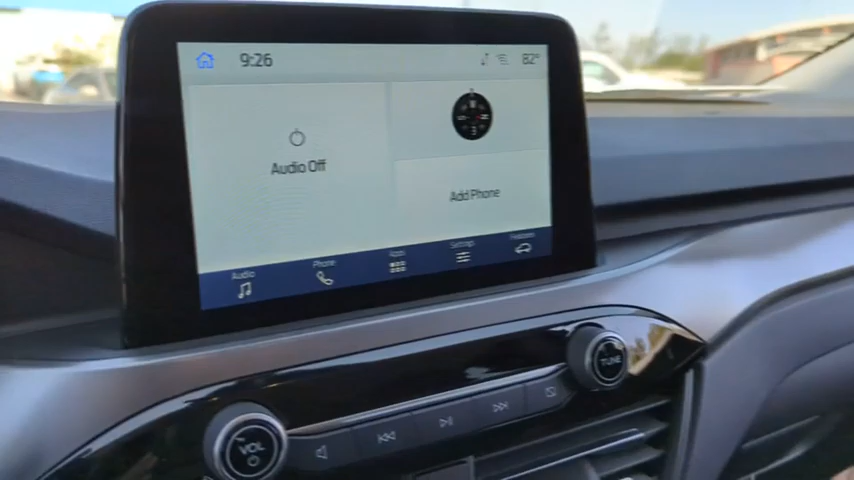 9:26
82°
Audio Off
Add Phone
Audio
Phone
Apps
Settings
Features
VOL
TUNE